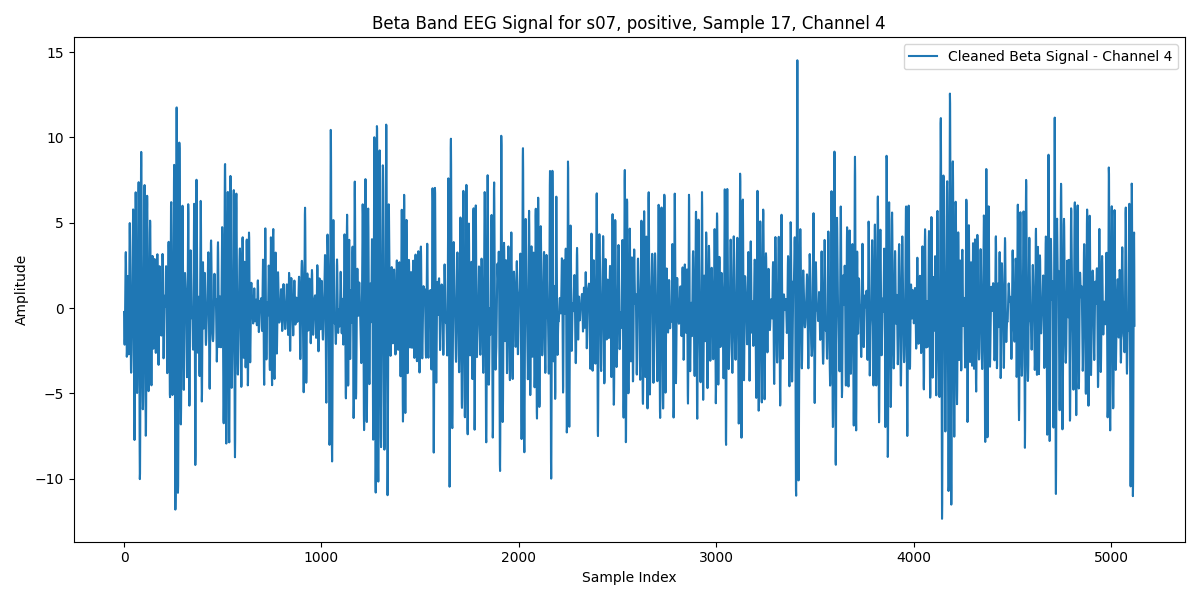 Beta Band EEG Signal for s07, positive, Sample 17, Channel 4
Cleaned Beta Signal - Channel 4
Amplitude
15
10
5
0
−5
−10
0 1000 2000 3000 4000 5000
Sample Index